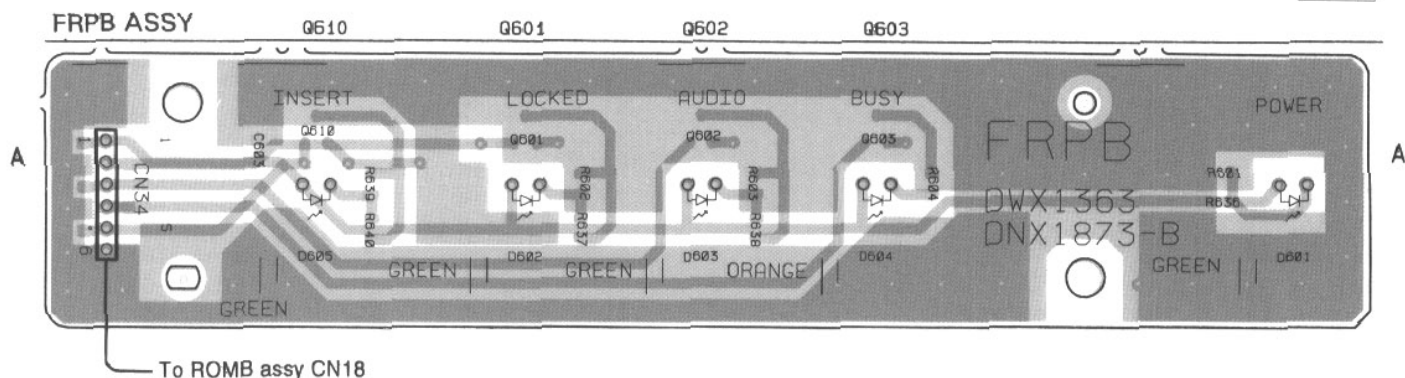 FRPB ASSY
Q610 Q601 Q602 Q603
INSERT LOCKED AUDIO BUSY POWER
A A
1 1 C603 Q610 Q601 Q602 Q603
FRPB
CN34 R639 R602 R603 R604 R601
R640 R637 R638 R636
DWX1363
DNX1873-B
5
6
D605 D602 D603 D604 D601
GREEN GREEN ORANGE GREEN
GREEN
To ROMB assy CN18